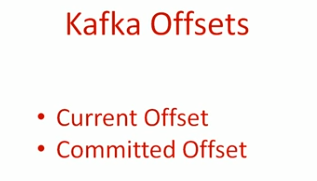 Kafka Offsets
• Current Offset
• Committed Offset